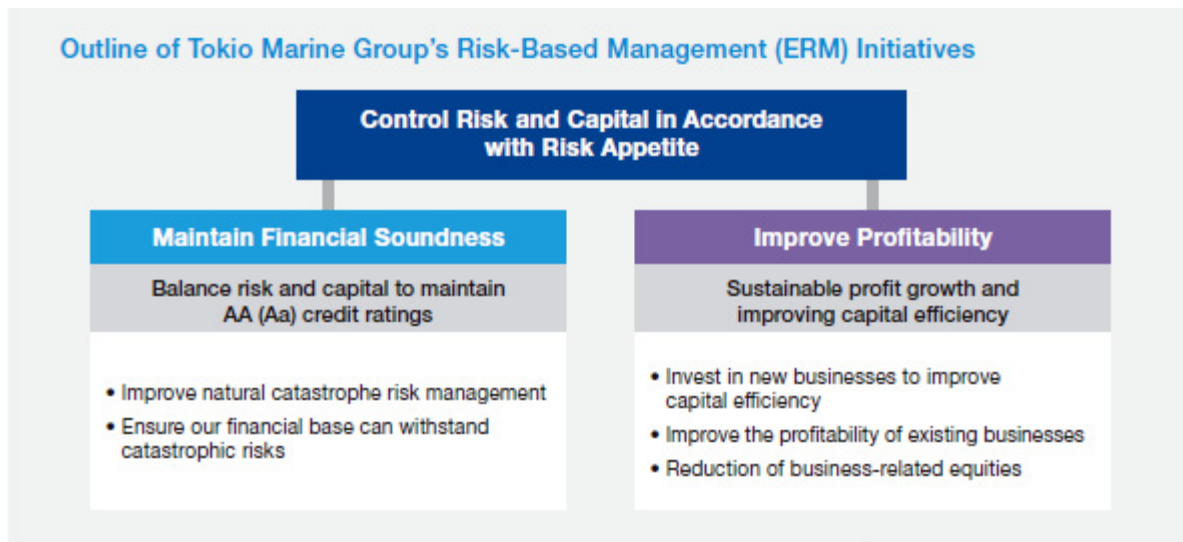 Outline of Tokio Marine Group's Risk-Based Management (ERM) Initiatives
Control Risk and Capital in Accordance
with Risk Appetite
Maintain Financial Soundness
Balance risk and capital to maintain
AA (Aa) credit ratings
• Improve natural catastrophe risk management
• Ensure our financial base can withstand
catastrophic risks
Improve Profitability
Sustainable profit growth and
improving capital efficiency
• Invest in new businesses to improve
capital efficiency
• Improve the profitability of existing businesses
• Reduction of business-related equities